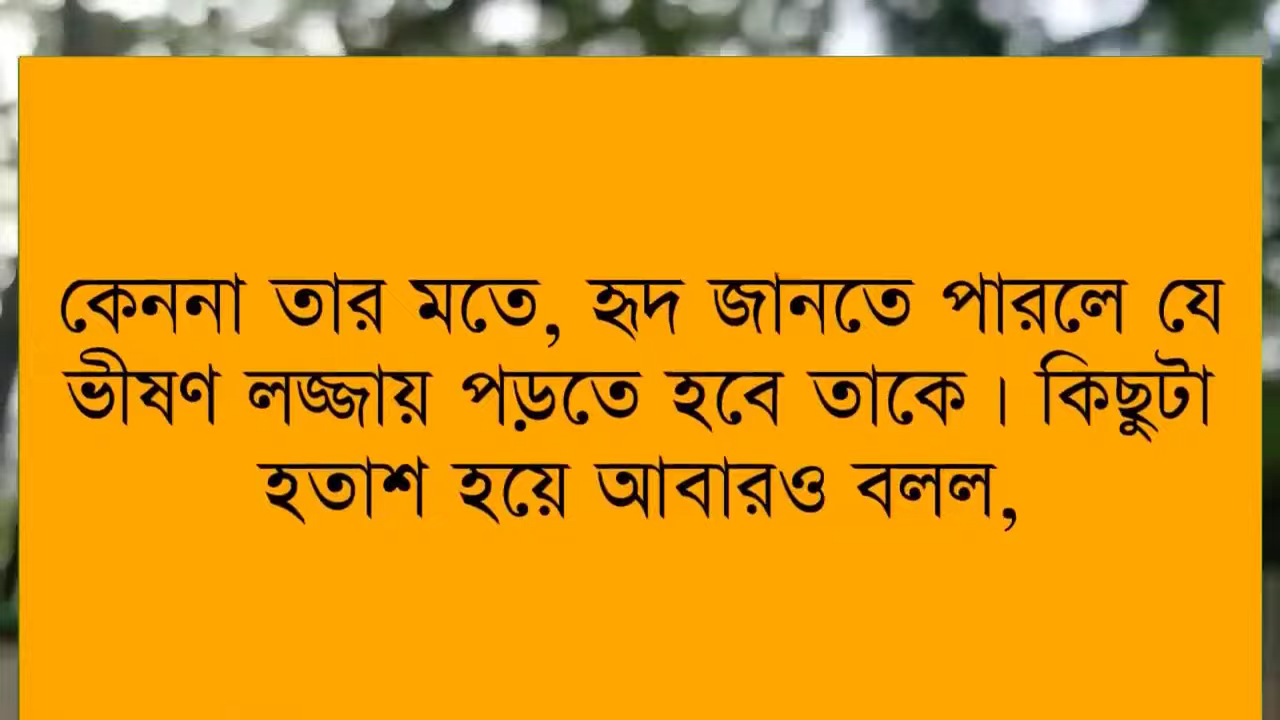 কেননা তার মতে, হৃদ জানতে পারলে যে
ভীষণ লজ্জায় পড়তে হবে তাকে। কিছুটা
হতাশ হয়ে আবারও বলল,